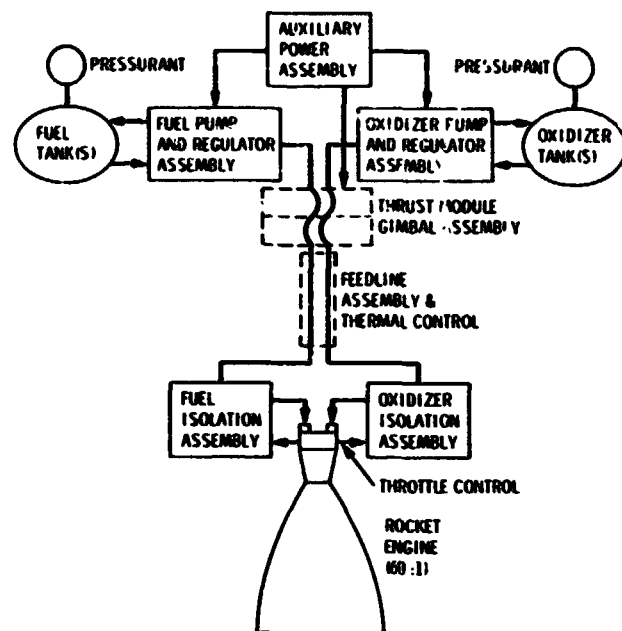 AUXILIARY
POWER
ASSEMBLY
PRESSURANT
PRESSURANT
FUEL
TANK(S)
FUEL PUMP
AND REGULATOR
ASSEMBLY
OXIDIZER PUMP
AND REGULATOR
ASSEMBLY
OXIDIZER
TANK(S)
THRUST MODULE
GIMBAL ASSEMBLY
FEEDLINE
ASSEMBLY &
THERMAL CONTROL
FUEL
ISOLATION
ASSEMBLY
OXIDIZER
ISOLATION
ASSEMBLY
THROTTLE CONTROL
ROCKET
ENGINE
(60:1)